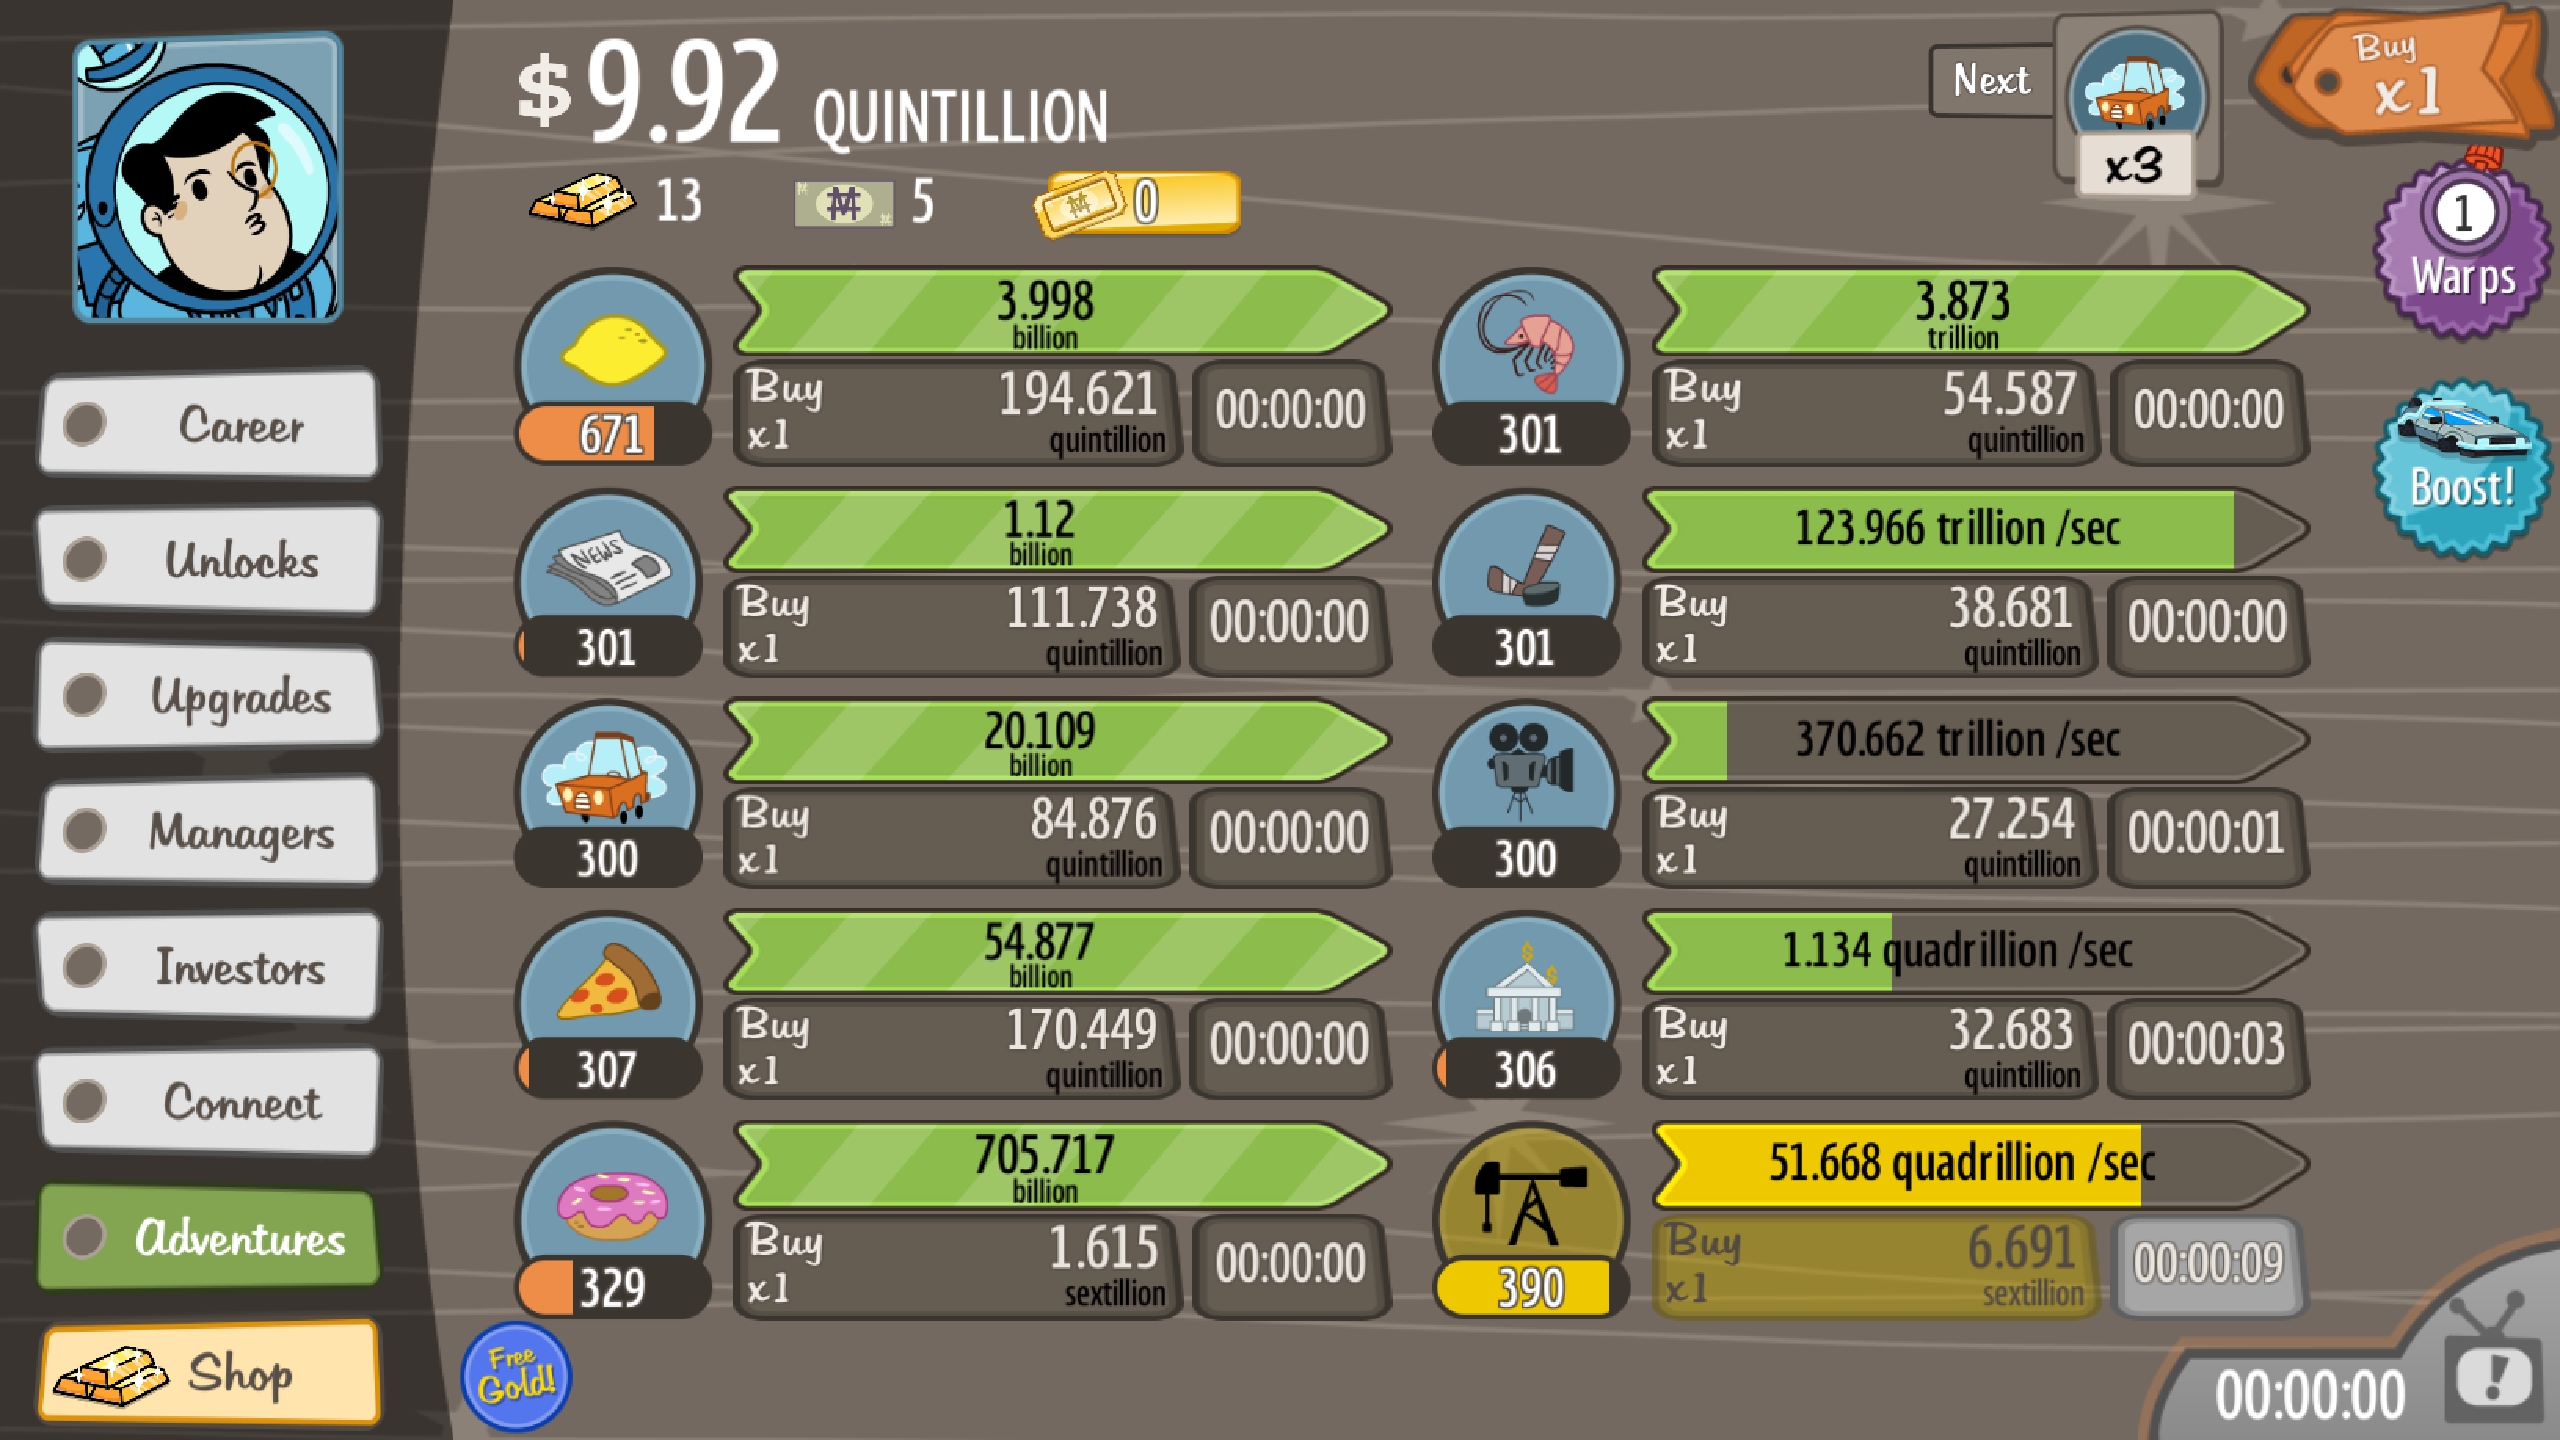 $9.92 QUINTILLION
Next
x3
Buy
x1
13
5
0
1
Warps
Boost!
Career
Unlocks
Upgrades
Managers
Investors
Connect
Adventures
Shop
3.998
billion
671
Buy
x1
194.621
quintillion
00:00:00
3.873
trillion
301
Buy
x1
54.587
quintillion
00:00:00
NEWS
1.12
billion
301
Buy
x1
111.738
quintillion
00:00:00
123.966 trillion /sec
301
Buy
x1
38.681
quintillion
00:00:00
20.109
billion
300
Buy
x1
84.876
quintillion
00:00:00
370.662 trillion /sec
300
Buy
x1
27.254
quintillion
00:00:01
54.877
billion
307
Buy
x1
170.449
quintillion
00:00:00
1.134 quadrillion /sec
306
Buy
x1
32.683
quintillion
00:00:03
705.717
billion
329
Buy
x1
1.615
sextillion
00:00:00
51.668 quadrillion /sec
390
Buy
x1
6.691
sextillion
00:00:09
Free
Gold!
00:00:00
!